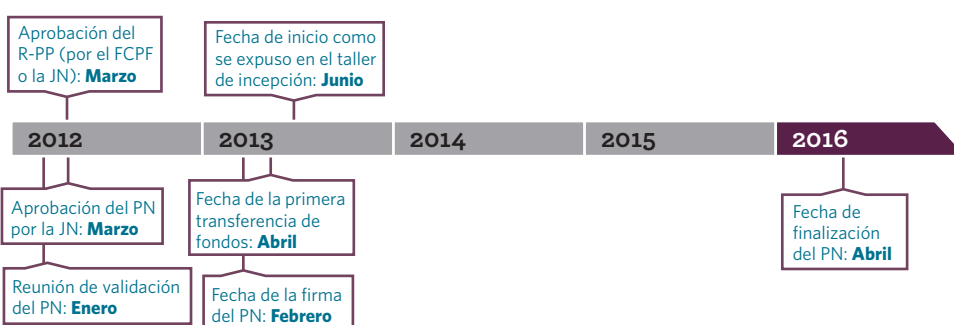 Aprobación del
R-PP (por el FCPF
o la JN): Marzo
Fecha de inicio como
se expuso en el taller
de incepción: Junio
2012
2013
2014
2015
2016
Aprobación del PN
por la JN: Marzo
Reunión de validación
del PN: Enero
Fecha de la primera
transferencia de
fondos: Abril
Fecha de la firma
del PN: Febrero
Fecha de
finalización
del PN: Abril